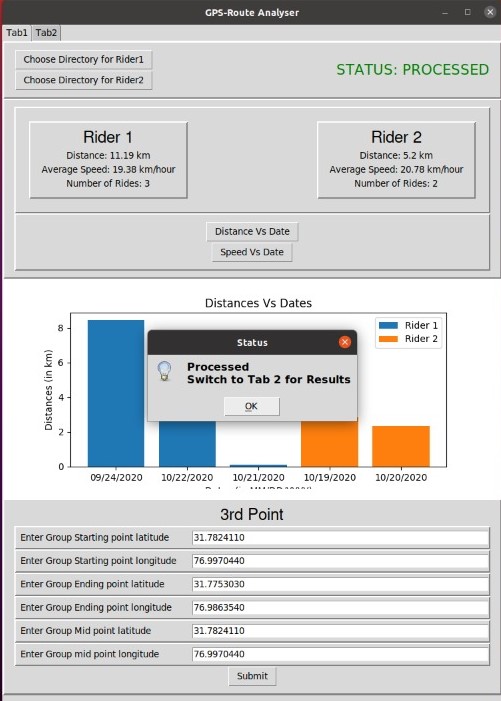 GPS-Route Analyser
Tab1 Tab2
Choose Directory for Rider1
Choose Directory for Rider2
STATUS: PROCESSED
Rider 1
Distance: 11.19 km
Average Speed: 19.38 km/hour
Number of Rides: 3
Rider 2
Distance: 5.2 km
Average Speed: 20.78 km/hour
Number of Rides: 2
Distance Vs Date
Speed Vs Date
Distances Vs Dates
Distances (in km)
8
6
4
2
0
Rider 1
Rider 2
Status
Processed
Switch to Tab 2 for Results
OK
09/24/2020 10/22/2020 10/21/2020 10/19/2020 10/20/2020
3rd Point
Enter Group Starting point latitude 31.7824110
Enter Group Starting point longitude 76.9970440
Enter Group Ending point latitude 31.7753030
Enter Group Ending point longitude 76.9863540
Enter Group Mid point latitude 31.7824110
Enter Group mid point longitude 76.9970440
Submit